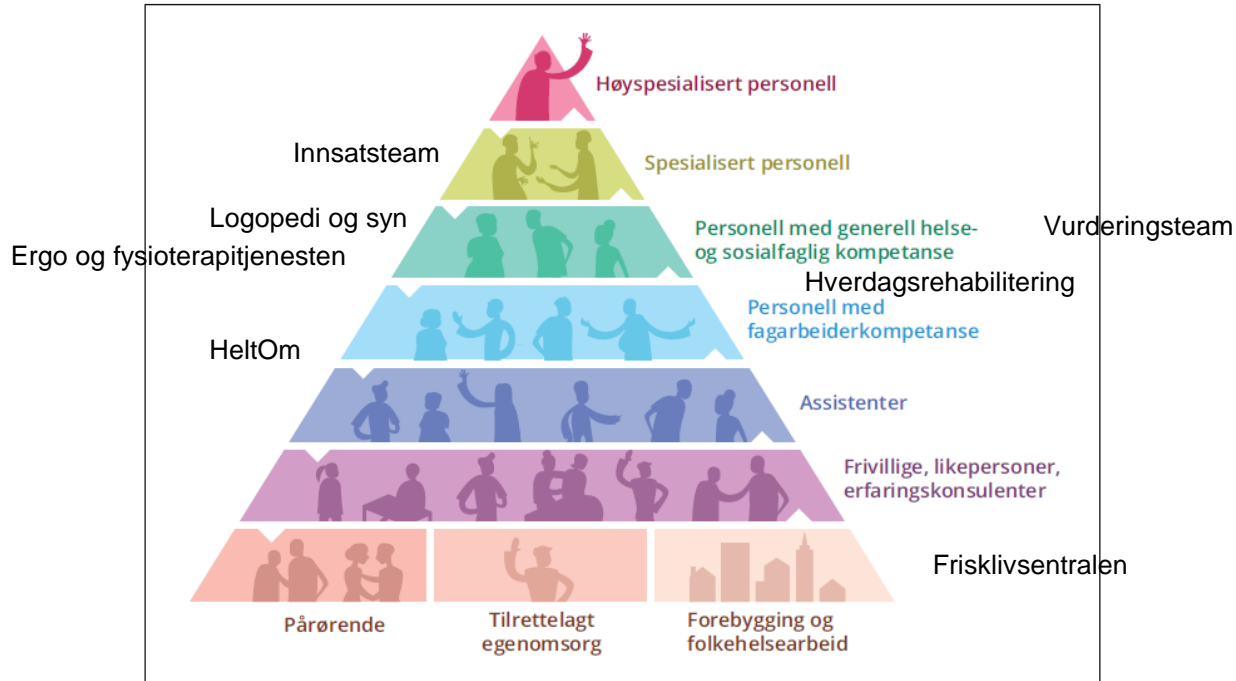 Høyspesialisert personell
Innsatsteam
Spesialisert personell
Logopedi og syn
Personell med generell helse-
og sosialfaglig kompetanse
Vurderingsteam
Ergo og fysioterapitjenesten
Hverdagsrehabilitering
Personell med
fagarbeiderkompetanse
HeltOm
Assistenter
Frivillige, likepersoner,
erfaringskonsulenter
Frisklivsentralen
Pårørende
Tilrettelagt
egenomsorg
Forebygging og
folkehelsearbeid